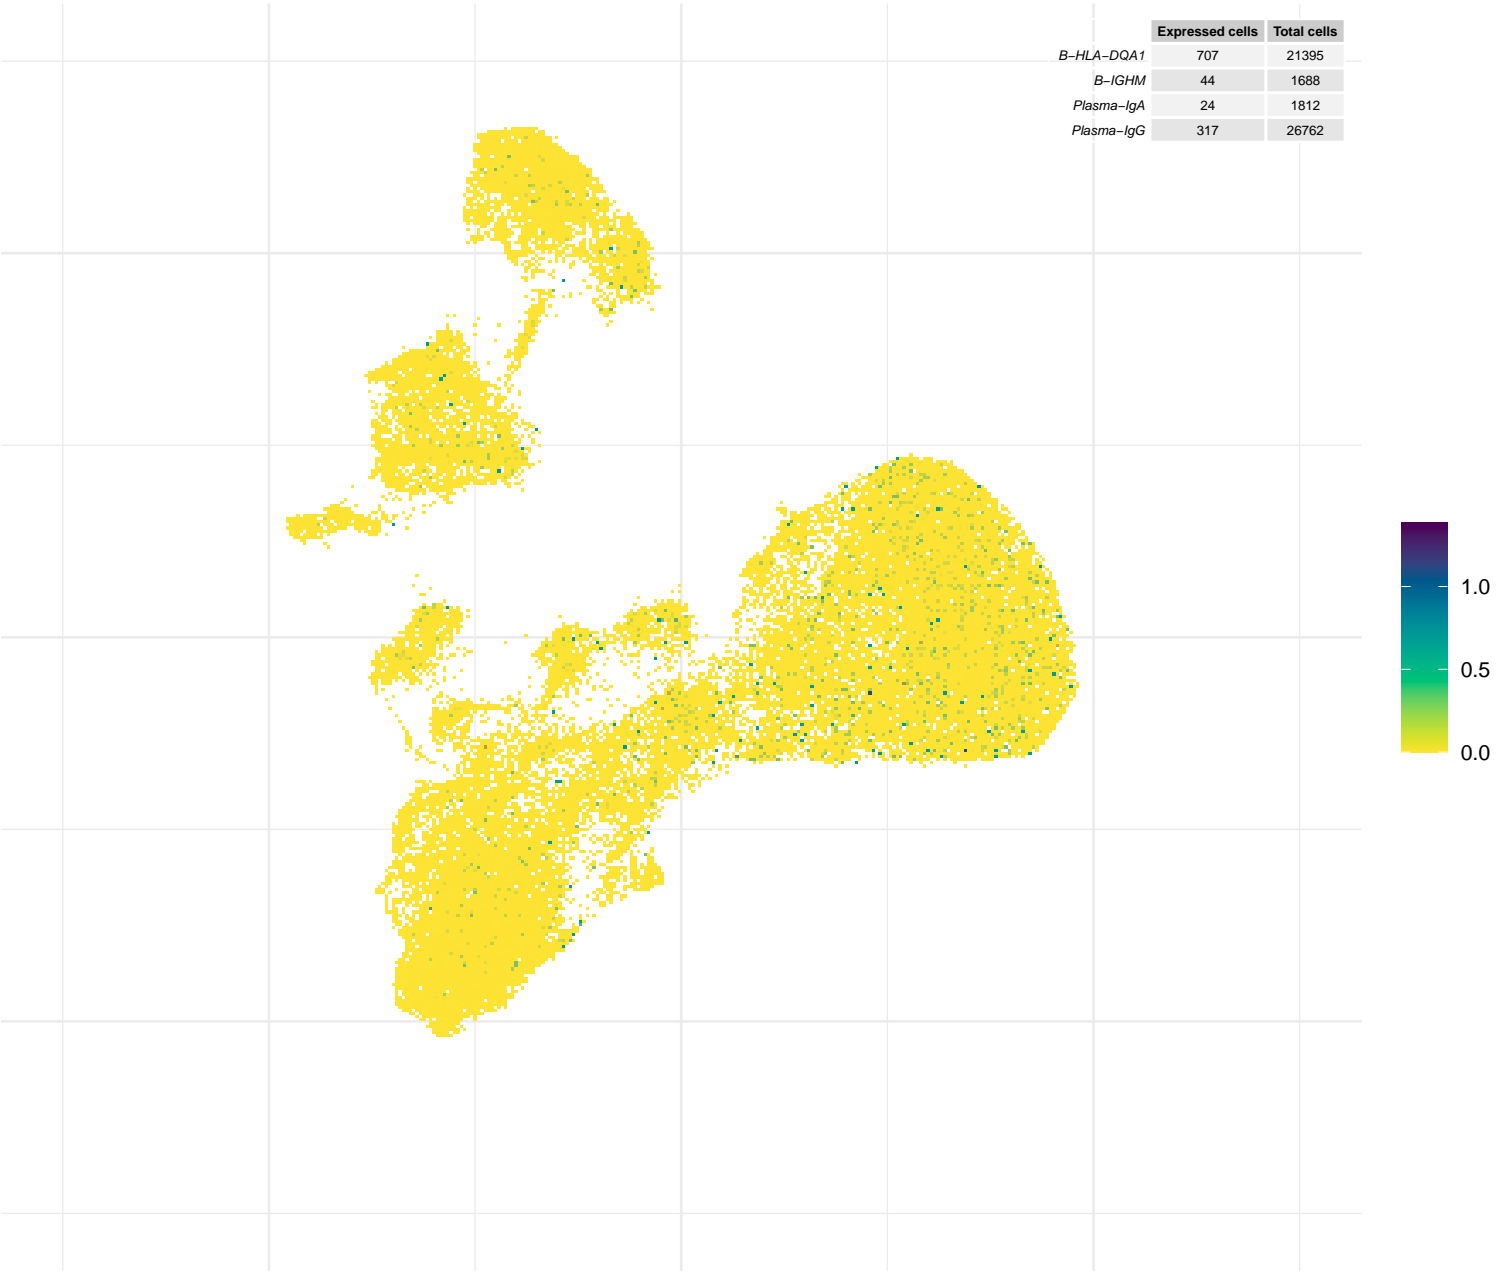 Expressed cells Total cells
B-HLA-DQA1 707 21395
B-IGHM 44 1688
Plasma-IgA 24 1812
Plasma-IgG 317 26762
1.0
0.5
0.0